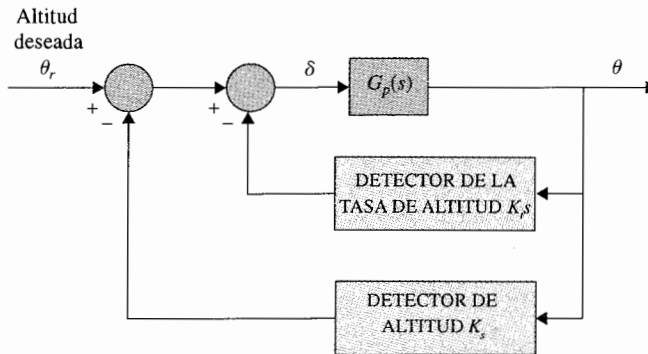 Altitud
deseada
θr
+
−
+
−
δ
Gp(s)
θ
DETECTOR DE LA
TASA DE ALTITUD Kts
DETECTOR DE
ALTITUD Ks